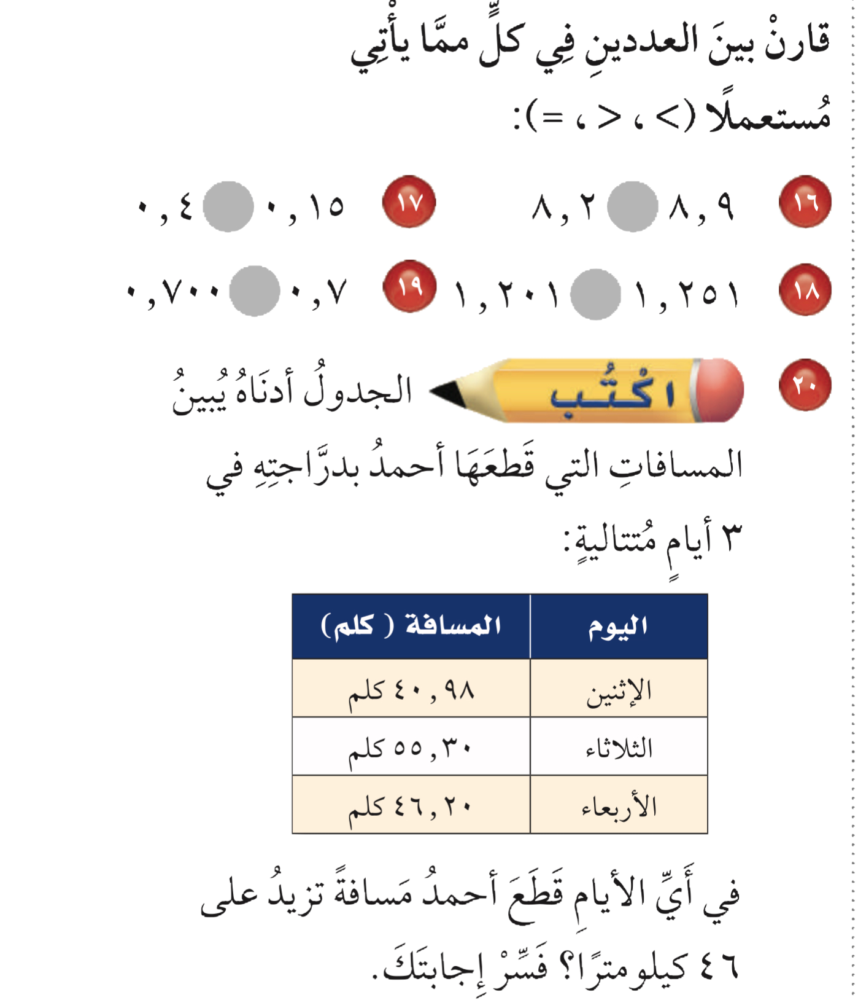 قارنْ بينَ العددينِ فِي كلٍّ ممَّا يأْتِي
مُستعملًا (> ، < ، =):
١٦ ٨,٩ ٨,٢ ١٧ ٠,١٥ ٠,٤
١٨ ١,٢٥١ ١,٢٠١ ١٩ ٠,٧ ٠,٧٠٠
٢٠ اكْتُب الجدولُ أدنَاهُ يُبينُ
المسافاتِ التي قَطعَهَا أحمدُ بدرَّاجتِهِ في
٣ أيامٍ مُتتاليةٍ:
اليوم المسافة ( كلم)
الإثنين ٤٠,٩٨ كلم
الثلاثاء ٥٥,٣٠ كلم
الأربعاء ٤٦,٢٠ كلم
في أَيِّ الأيامِ قَطَعَ أحمدُ مَسافةً تزيدُ على
٤٦ كيلومترًا؟ فَسِّرْ إِجابتَكَ.